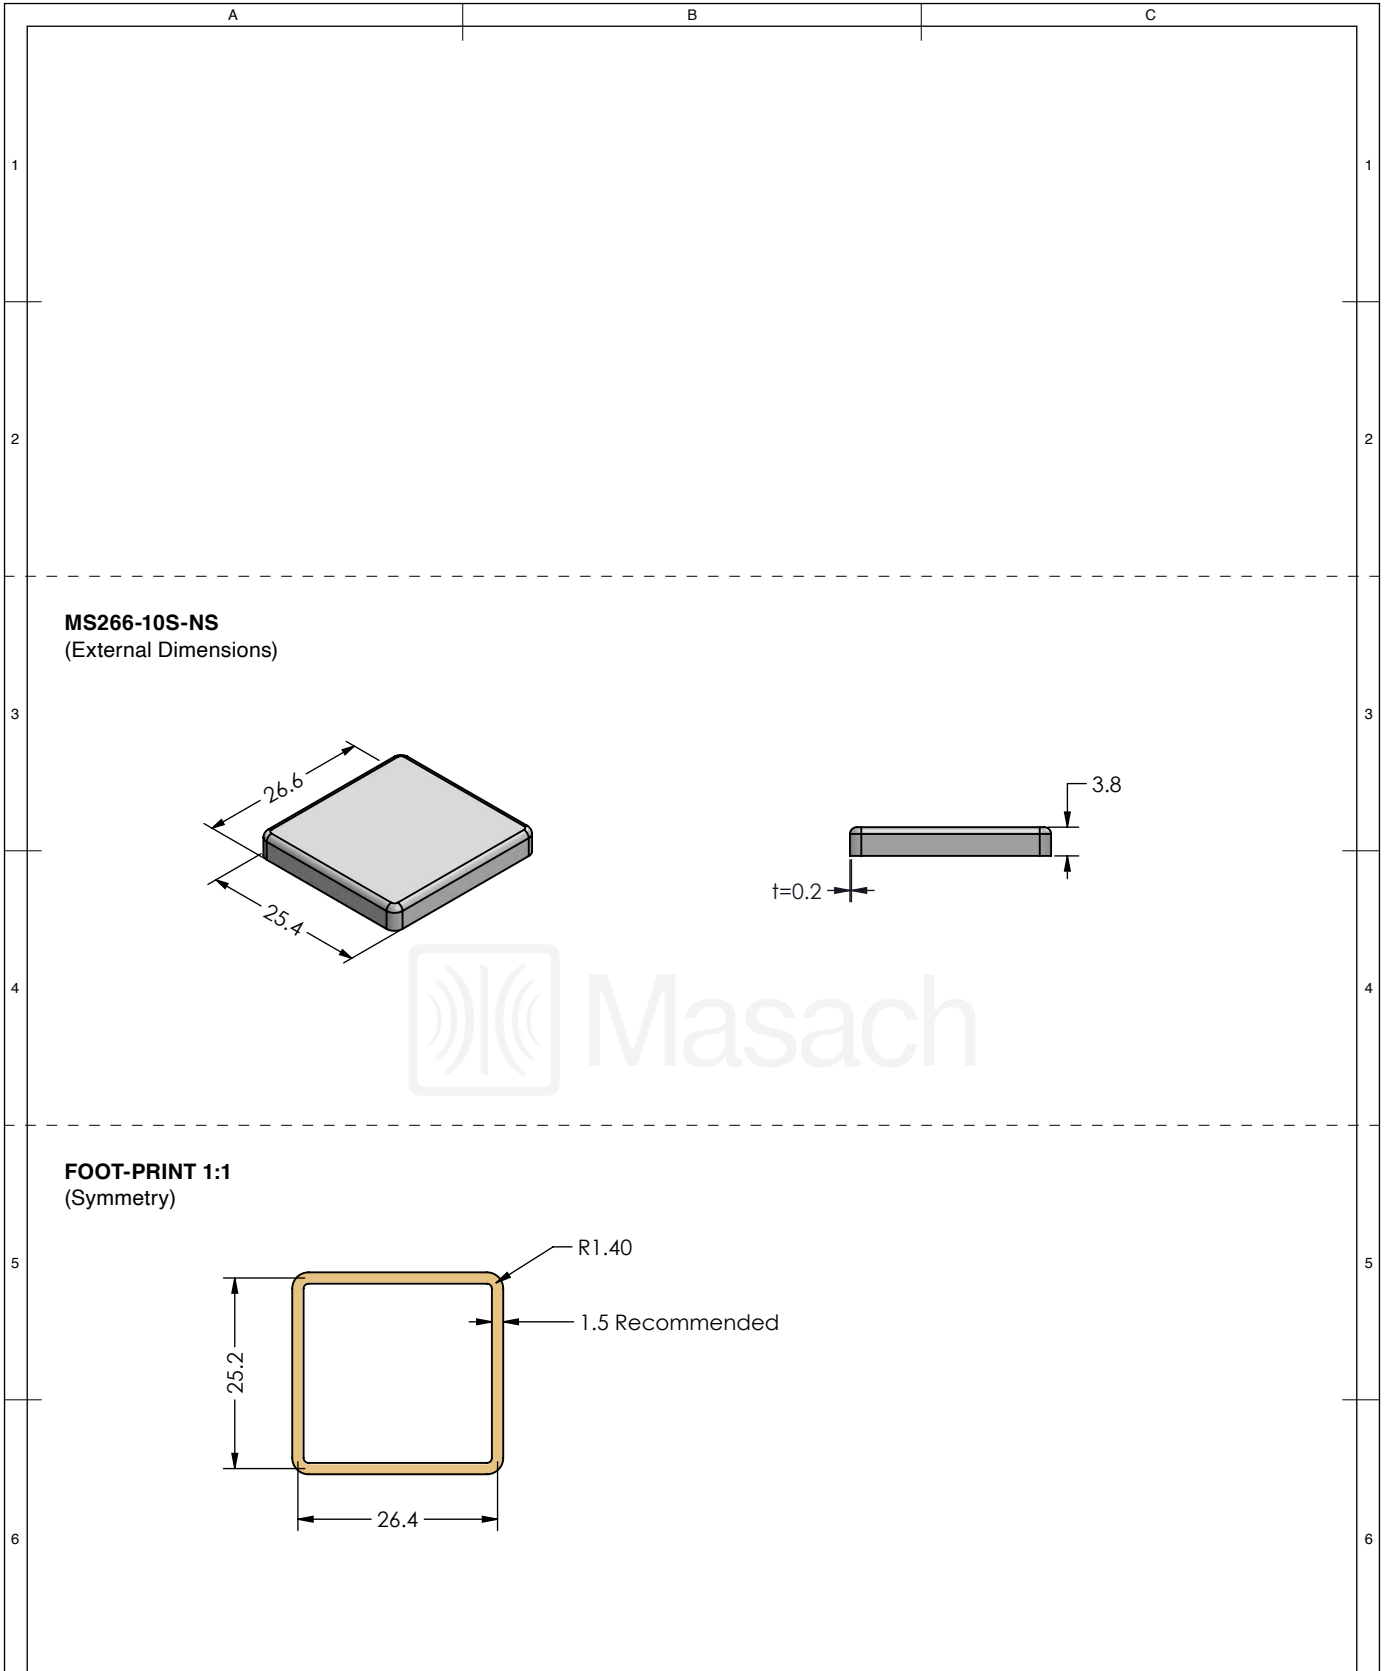 A B C
1 1
2 2
MS266-10S-NS
(External Dimensions)
3 3
26.6
3.8
t=0.2
25.4
Masach
4 4
FOOT-PRINT 1:1
(Symmetry)
R1.40
5 5
1.5 Recommended
25.2
26.4
6 6